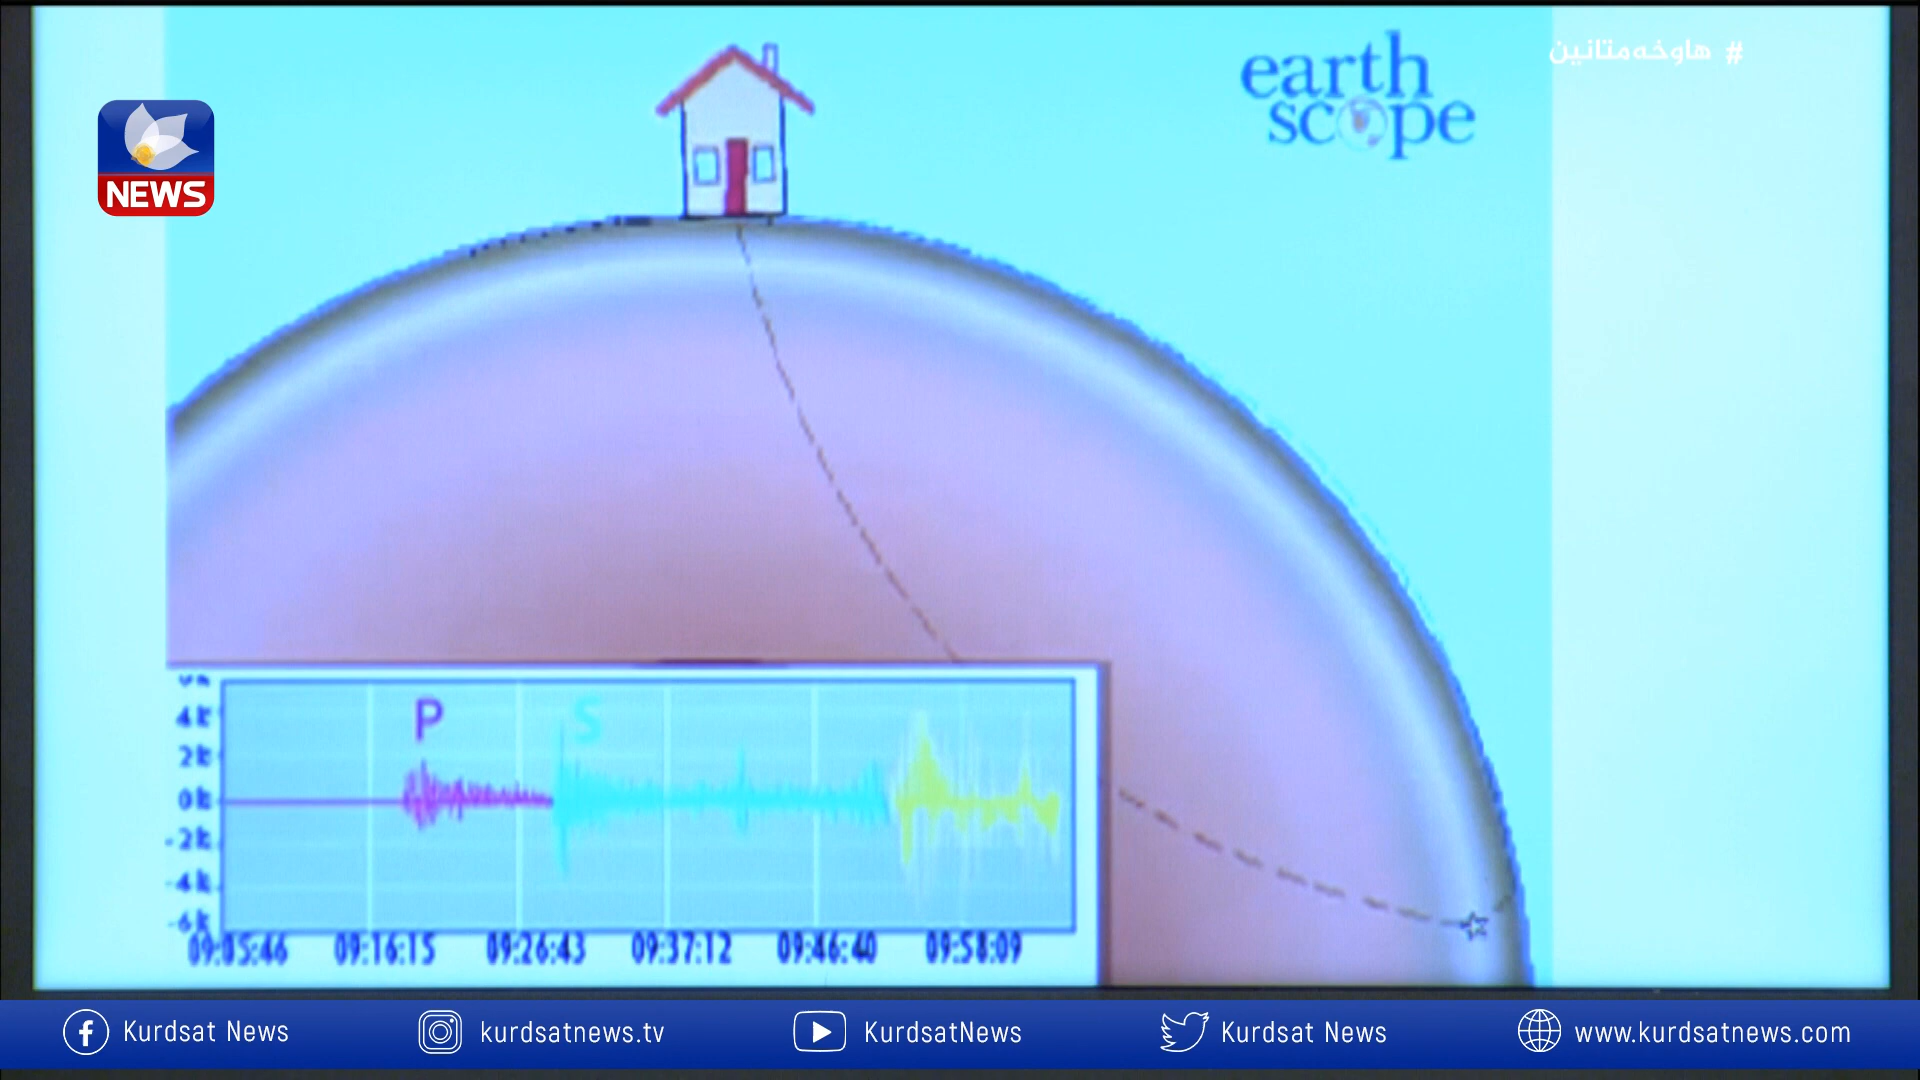 earth
scope
# هاوخەمتانین
NEWS
P
S
4k
2k
0k
-2k
-4k
-6k
09:05:46
09:16:15
09:26:43
09:37:12
09:46:40
09:58:09
Kurdsat News
kurdsatnews.tv
KurdsatNews
Kurdsat News
www.kurdsatnews.com